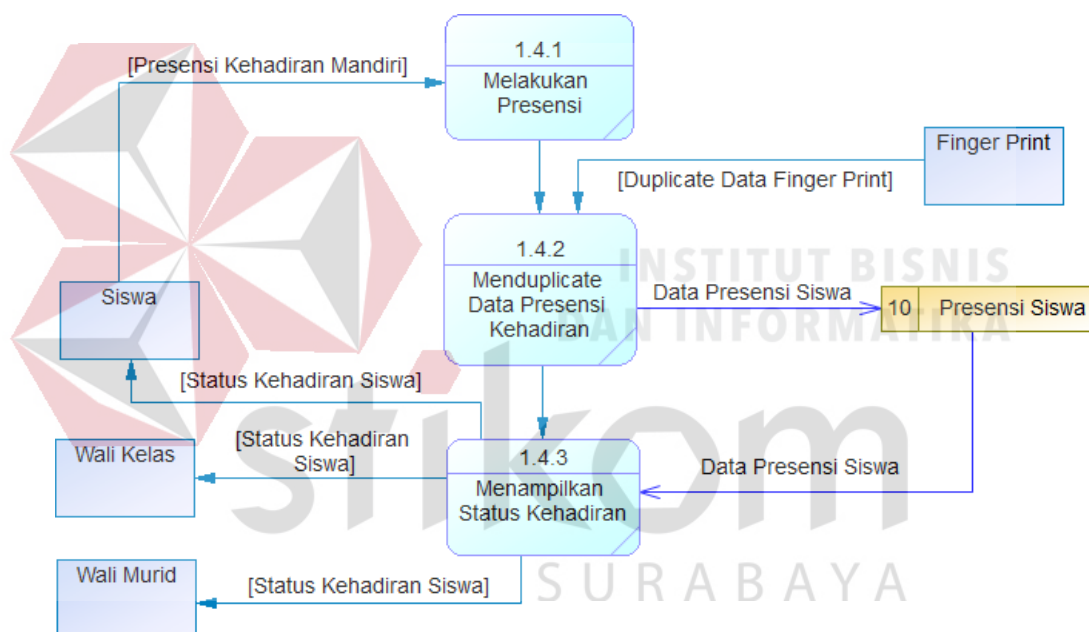 1.4.1
[Presensi Kehadiran Mandiri]
Melakukan
Presensi
Finger Print
[Duplicate Data Finger Print]
1.4.2
INSTITUT BISNIS
Siswa
Menduplicate
Data Presensi
Kehadiran
Data Presensi Siswa
10 Presensi Siswa
DAN INFORMATIKA
[Status Kehadiran Siswa]
stikom
[Status Kehadiran
Siswa]
Wali Kelas
1.4.3
Menampilkan
Status Kehadiran
Data Presensi Siswa
Wali Murid
[Status Kehadiran Siswa]
SURABAYA